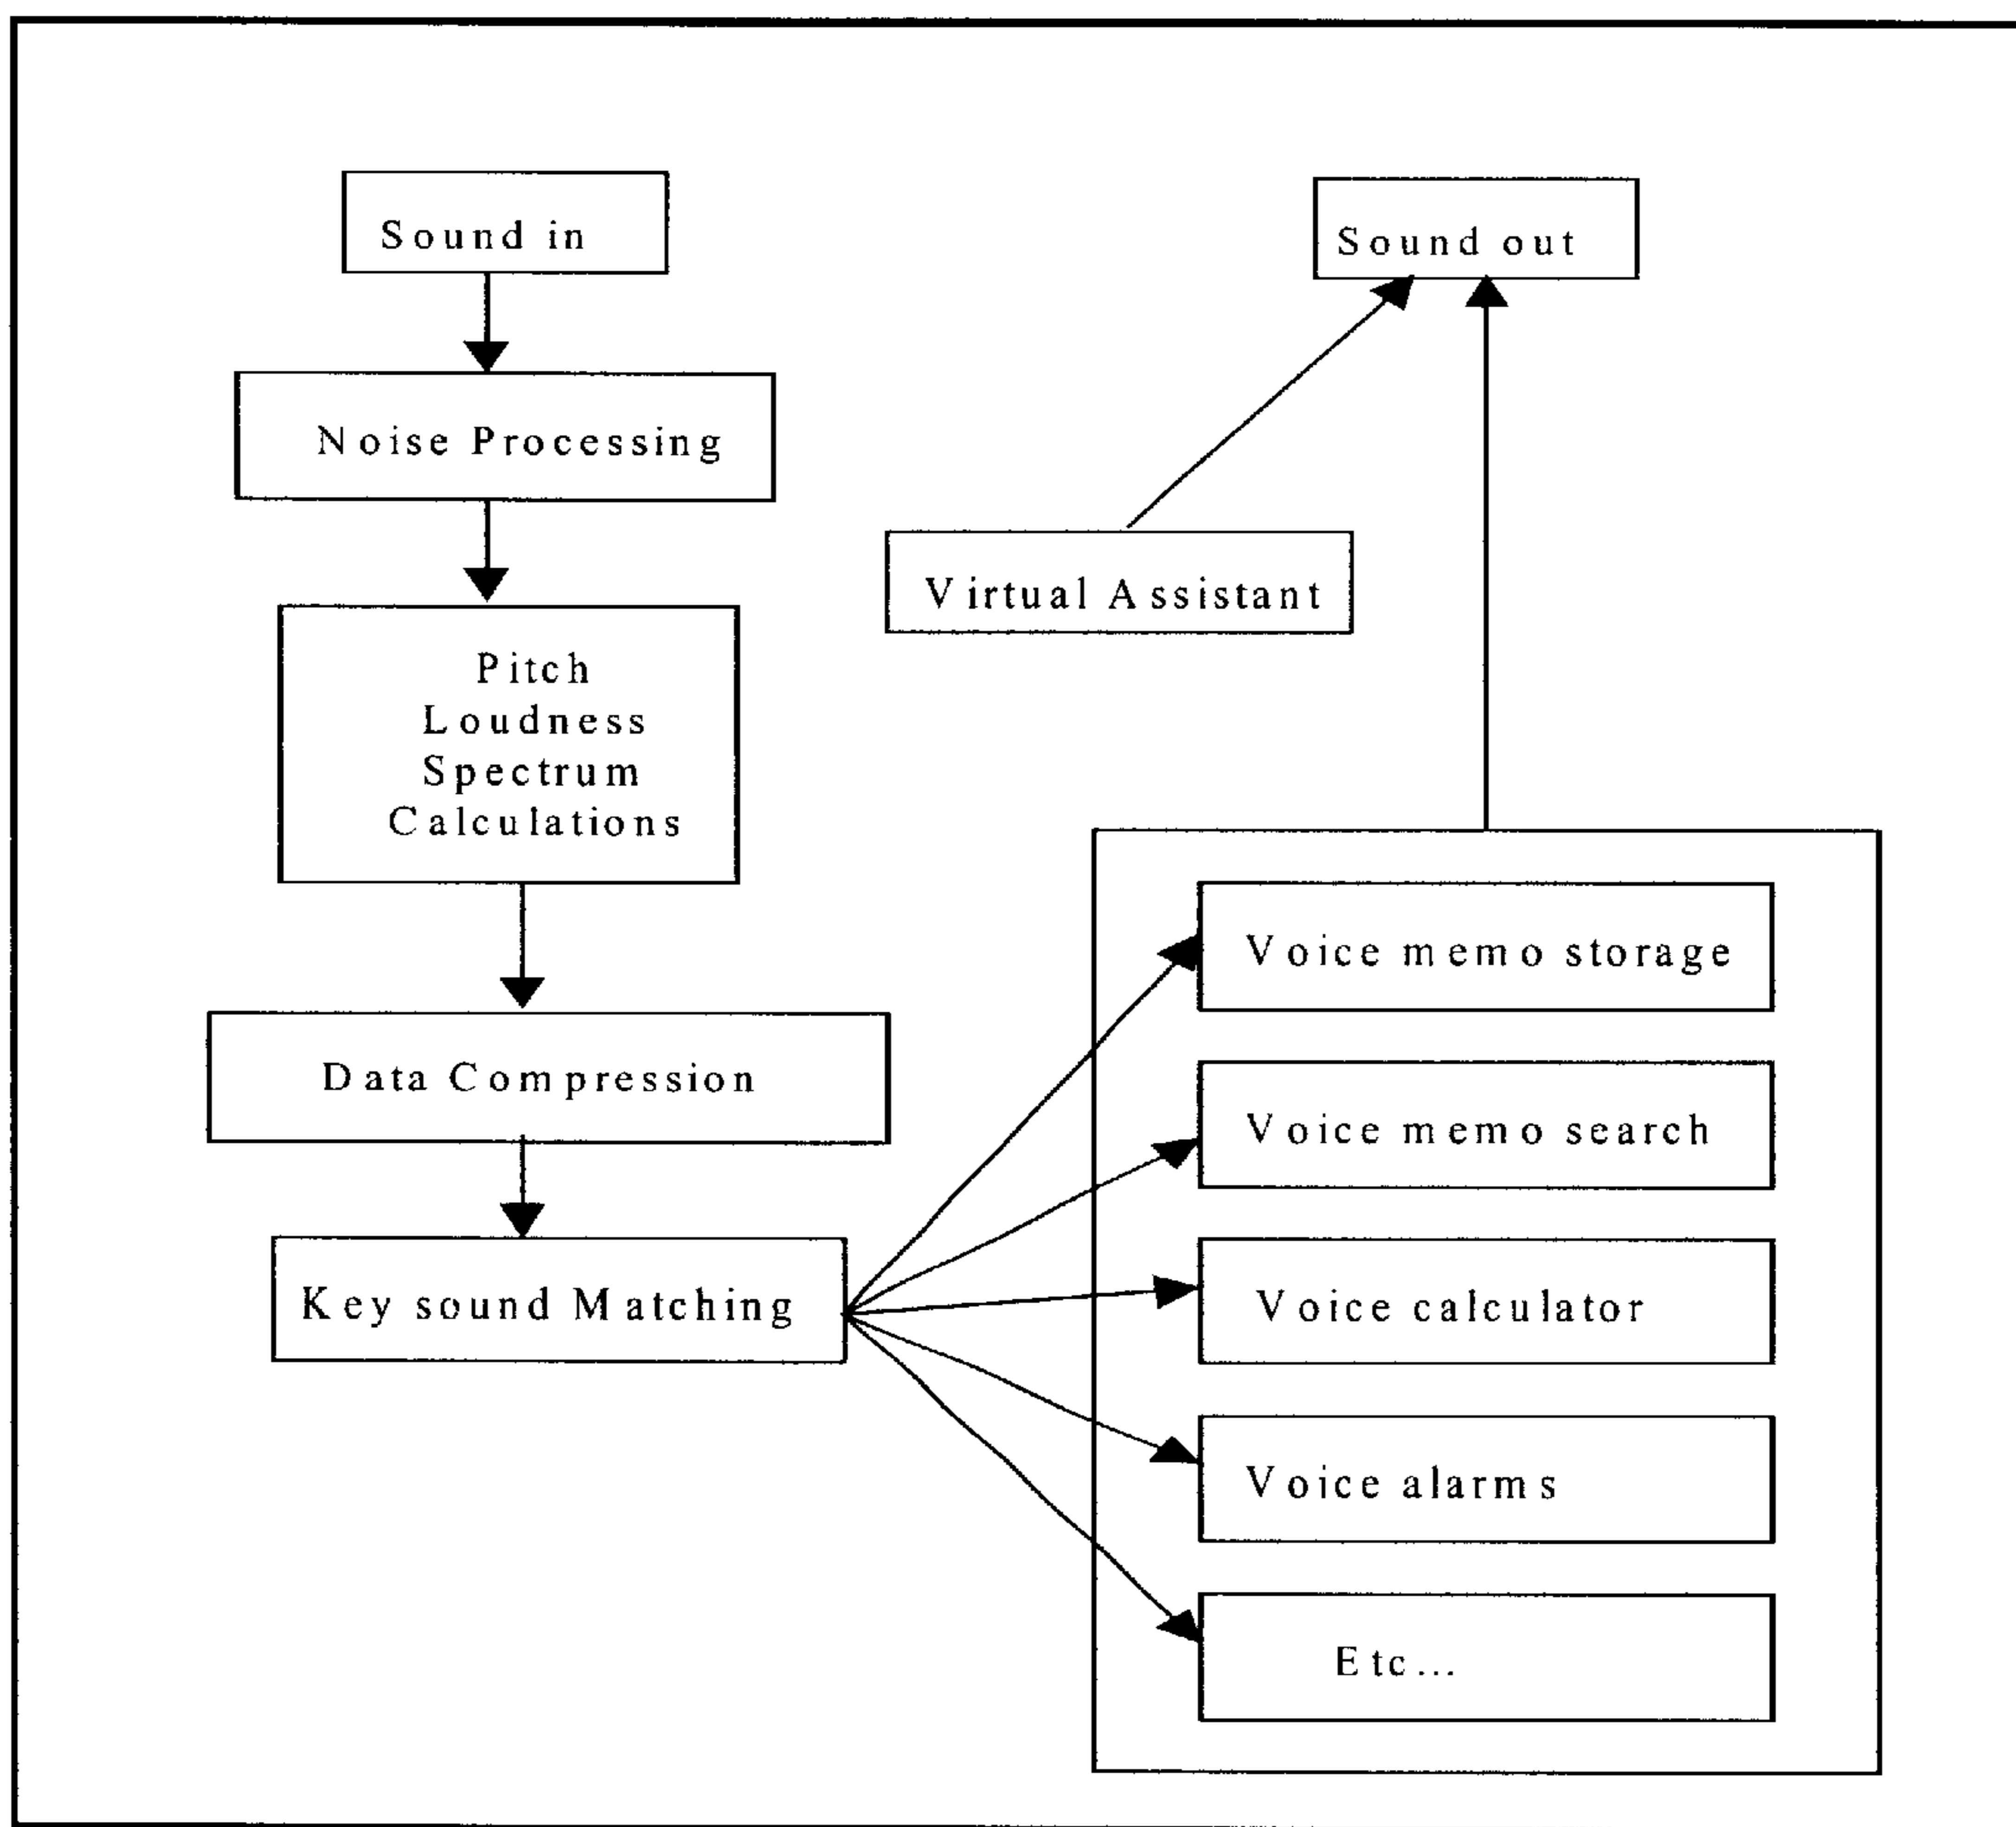 Sound in
Sound out
Noise Processing
Virtual Assistant
Pitch
Loudness
Spectrum
Calculations
Voice memo storage
Data Compression
Voice memo search
Key sound Matching
Voice calculator
Voice alarms
Etc...